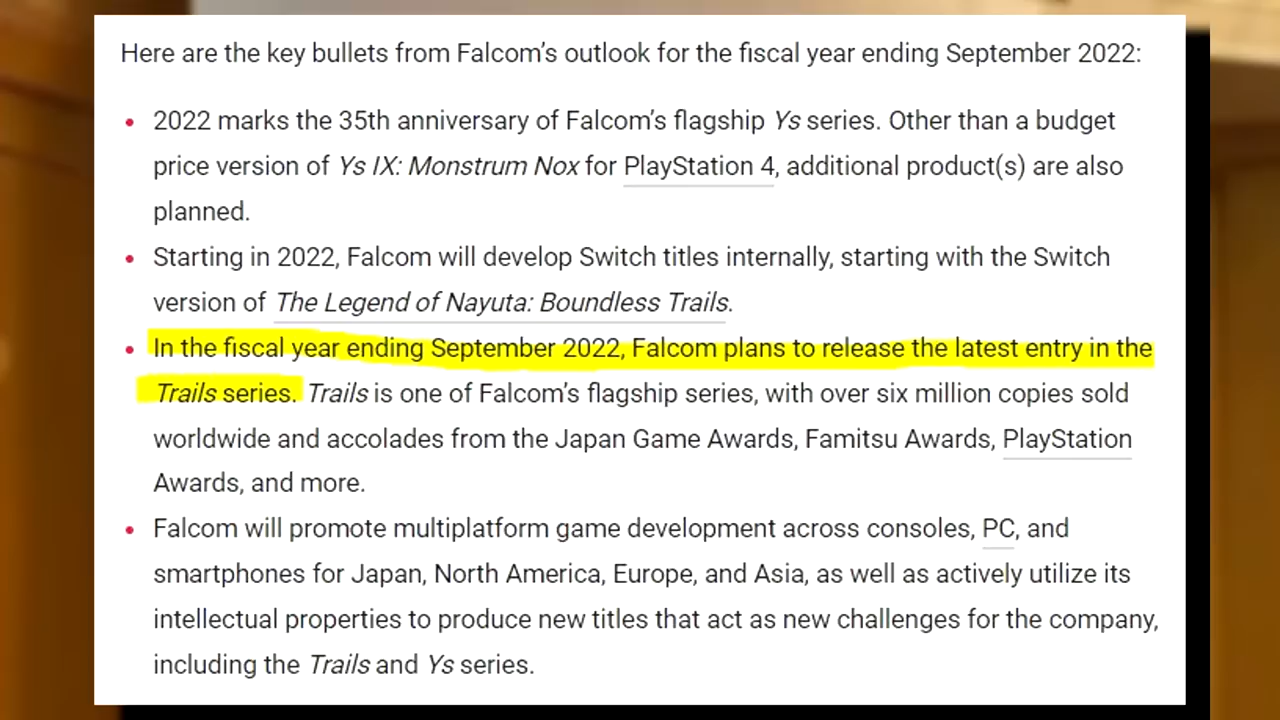 Here are the key bullets from Falcom’s outlook for the fiscal year ending September 2022:
• 2022 marks the 35th anniversary of Falcom’s flagship Ys series. Other than a budget
price version of Ys IX: Monstrum Nox for PlayStation 4, additional product(s) are also
planned.
• Starting in 2022, Falcom will develop Switch titles internally, starting with the Switch
version of The Legend of Nayuta: Boundless Trails.
• In the fiscal year ending September 2022, Falcom plans to release the latest entry in the
Trails series. Trails is one of Falcom’s flagship series, with over six million copies sold
worldwide and accolades from the Japan Game Awards, Famitsu Awards, PlayStation
Awards, and more.
• Falcom will promote multiplatform game development across consoles, PC, and
smartphones for Japan, North America, Europe, and Asia, as well as actively utilize its
intellectual properties to produce new titles that act as new challenges for the company,
including the Trails and Ys series.